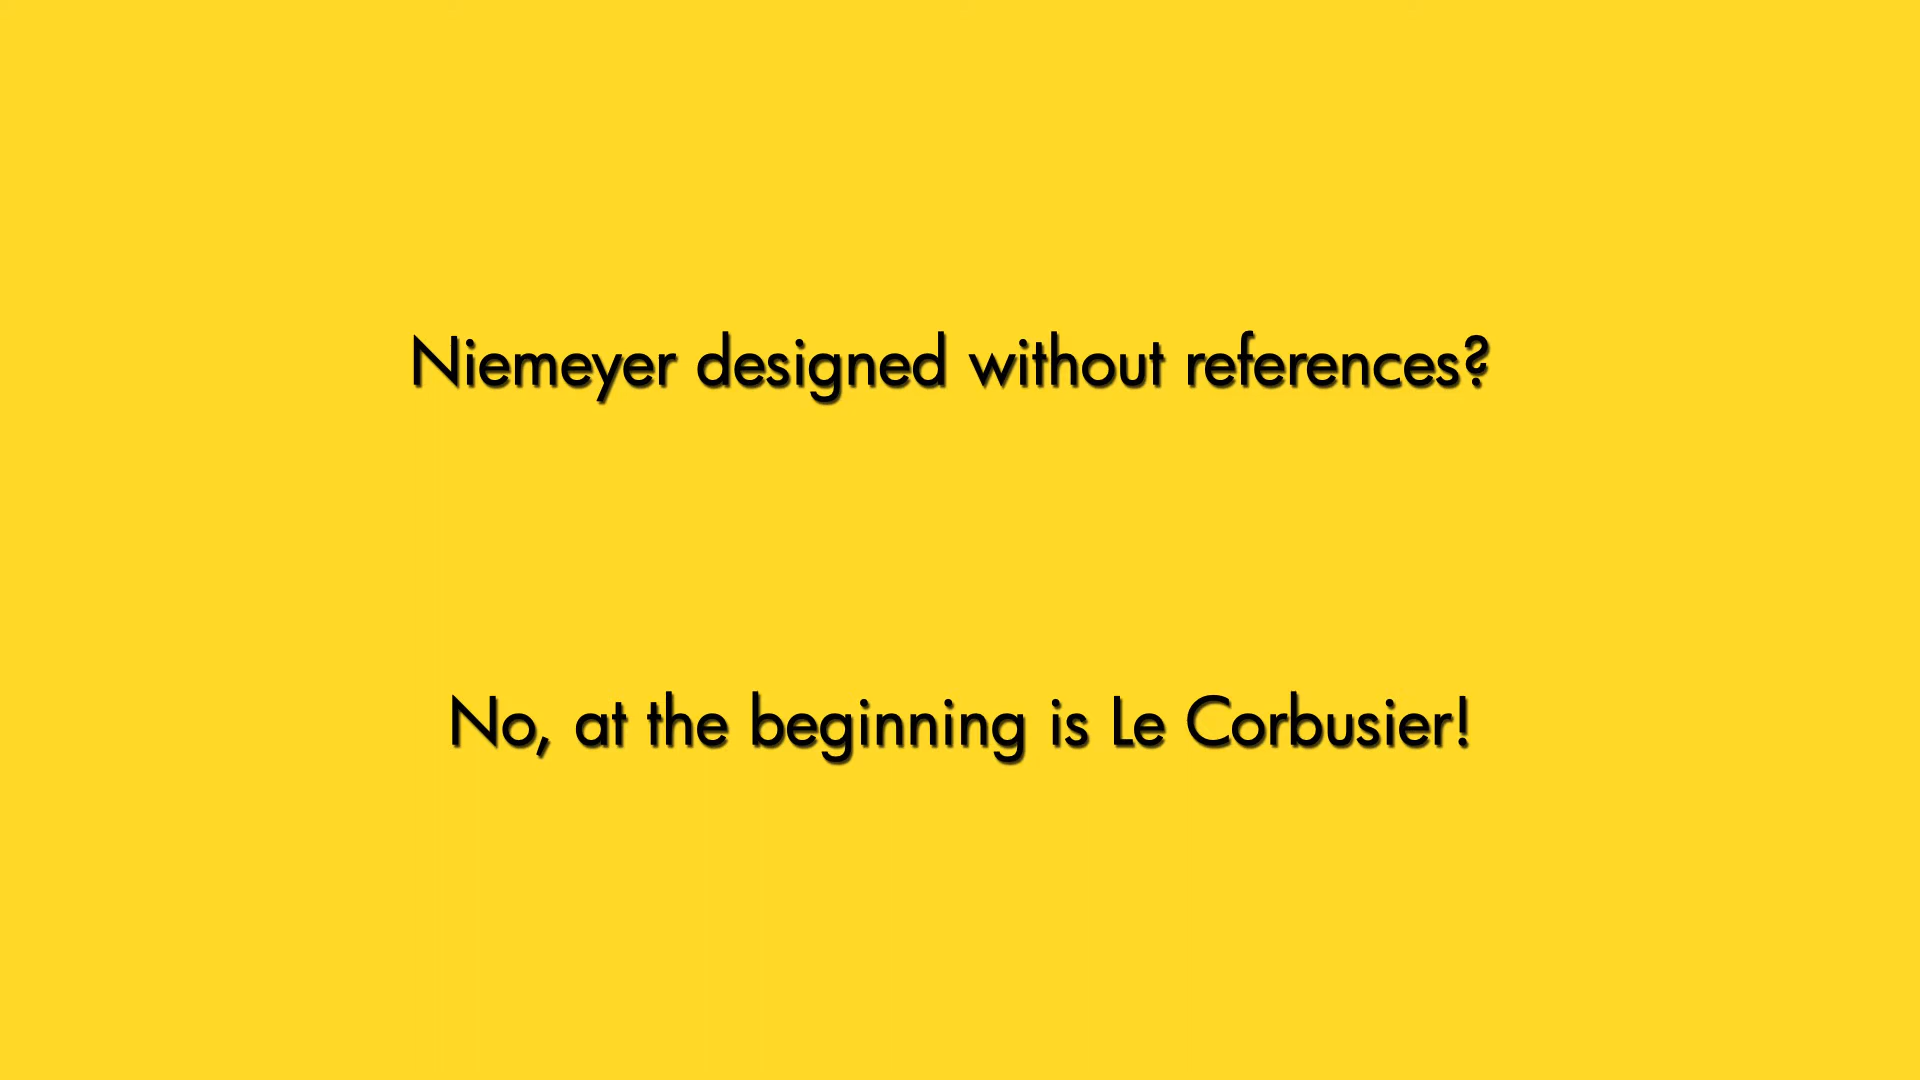 Niemeyer designed without references?
No, at the beginning is Le Corbusier!